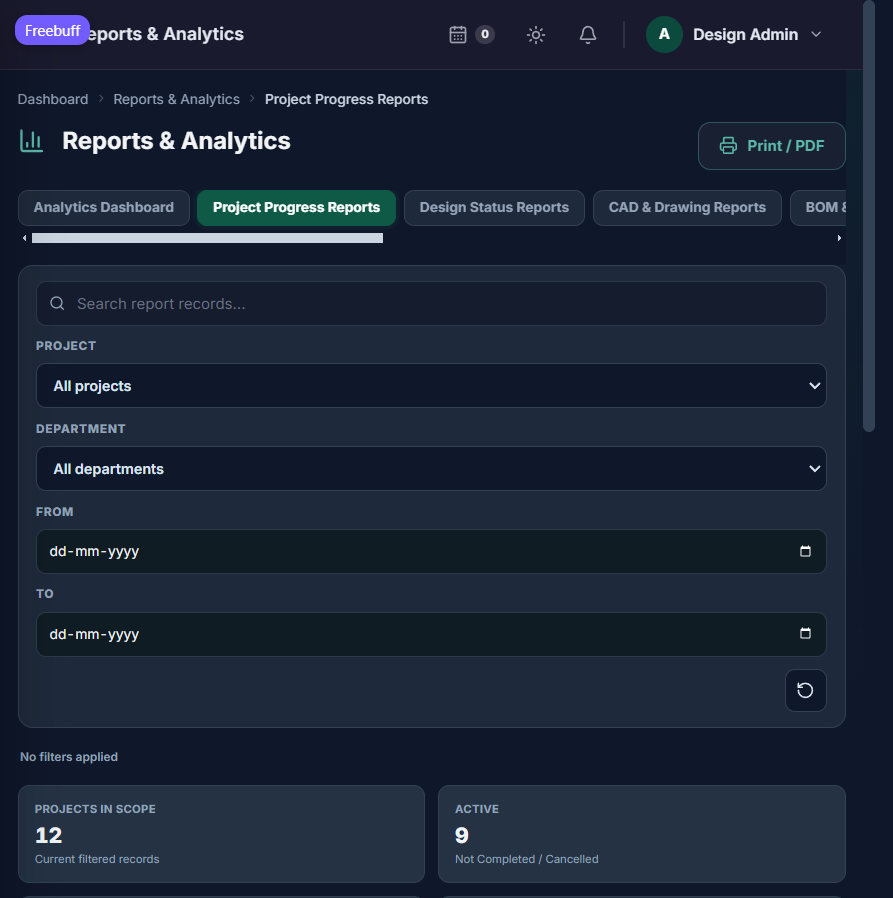 Freebuff
eports & Analytics
0
A
Design Admin
Dashboard
Reports & Analytics
Project Progress Reports
Reports & Analytics
Print / PDF
Analytics Dashboard
Project Progress Reports
Design Status Reports
CAD & Drawing Reports
BOM &
Search report records...
PROJECT
All projects
DEPARTMENT
All departments
FROM
dd-mm-yyyy
TO
dd-mm-yyyy
No filters applied
PROJECTS IN SCOPE
12
Current filtered records
ACTIVE
9
Not Completed / Cancelled